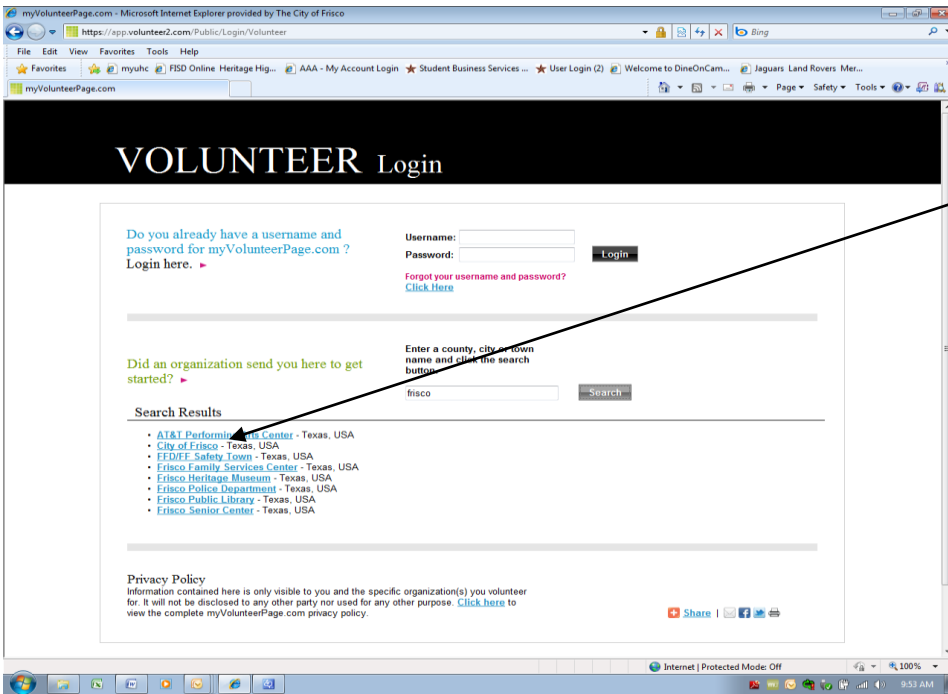 myVolunteerPage.com - Microsoft Internet Explorer provided by The City of Frisco
https://app.volunteer2.com/Public/Login/Volunteer
Bing
File Edit View Favorites Tools Help
Favorites myuhc FISD Online Heritage Hig... AAA - My Account Login Student Business Services ... User Login (2) Welcome to DineOnCam... Jaguars Land Rovers Mer...
myVolunteerPage.com Page Safety Tools
VOLUNTEER Login
Do you already have a username and
password for myVolunteerPage.com ?
Login here.
Username:
Password:
Login
Forgot your username and password?
Click Here
Did an organization send you here to get
started?
Enter a county, city or town
name and click the search
button.
frisco
Search
Search Results
• AT&T Performing Arts Center - Texas, USA
• City of Frisco - Texas, USA
• FFD/FF Safety Town - Texas, USA
• Frisco Family Services Center - Texas, USA
• Frisco Heritage Museum - Texas, USA
• Frisco Police Department - Texas, USA
• Frisco Public Library - Texas, USA
• Frisco Senior Center - Texas, USA
Privacy Policy
Information contained here is only visible to you and the specific organization(s) you volunteer
for. It will not be disclosed to any other party nor used for any other purpose. Click here to
view the complete myVolunteerPage.com privacy policy.
Share |
Internet | Protected Mode: Off
100%
9:53 AM